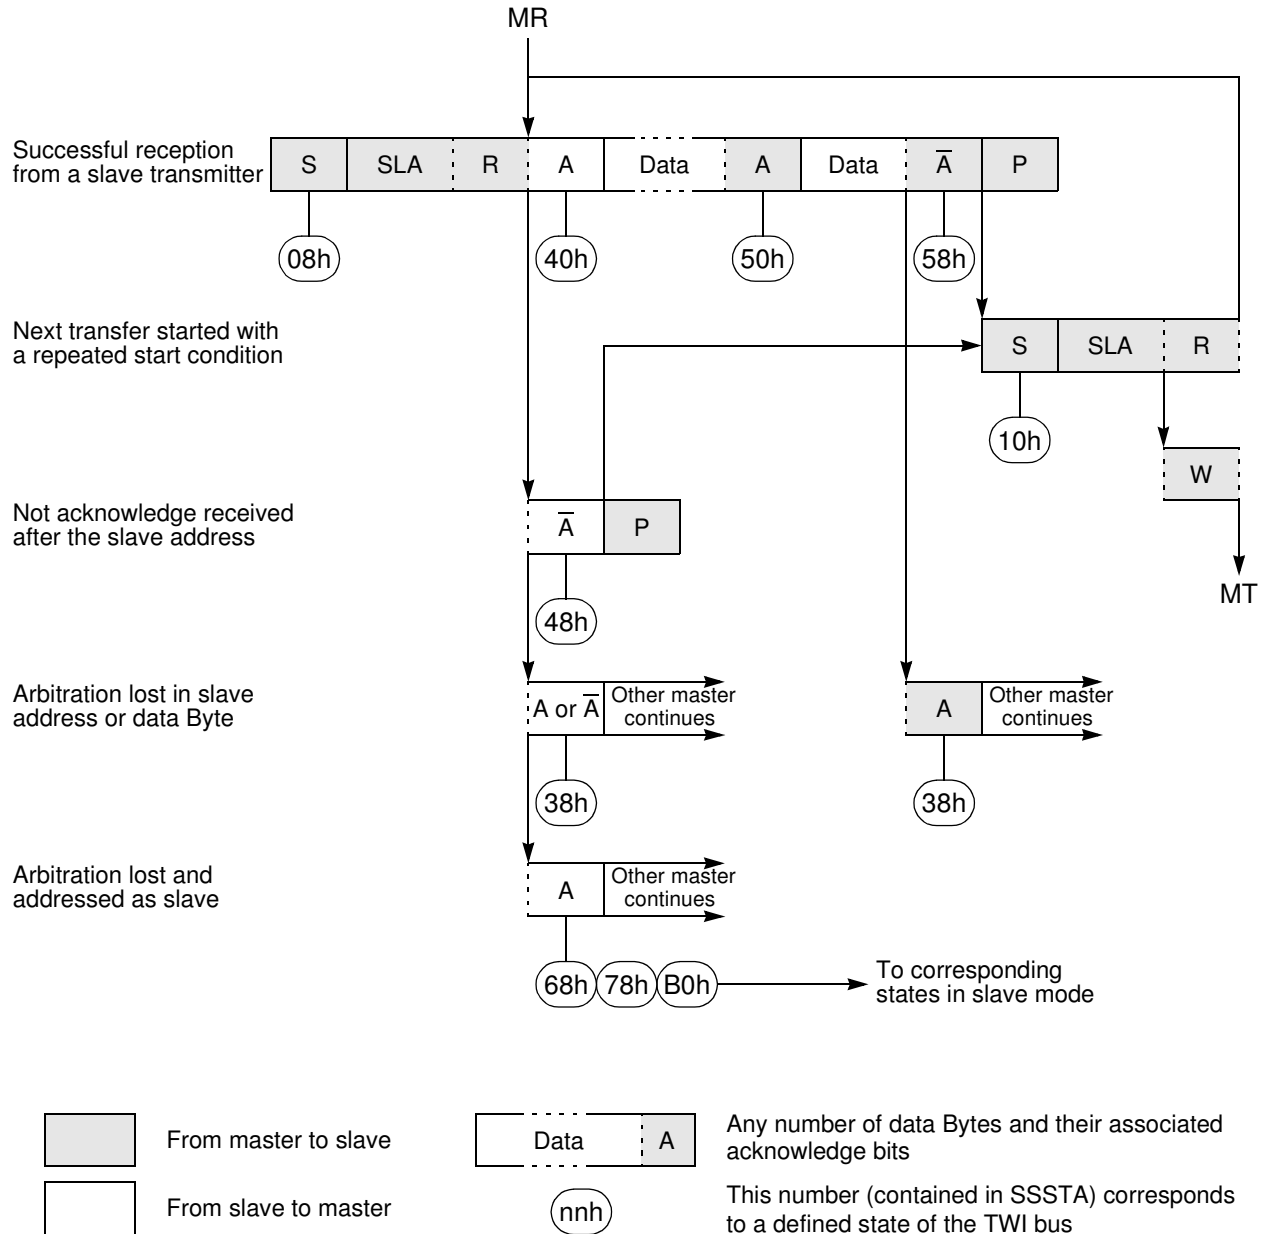 MR
Successful reception
from a slave transmitter
S SLA R A Data A Data A̅ P
08h 40h 50h 58h
Next transfer started with
a repeated start condition
S SLA R
10h
W
MT
Not acknowledge received
after the slave address
A̅ P
48h
Arbitration lost in slave
address or data Byte
A or A̅
Other master
continues
A
Other master
continues
38h 38h
Arbitration lost and
addressed as slave
A
Other master
continues
68h 78h B0h
To corresponding
states in slave mode
From master to slave
Data A
Any number of data Bytes and their associated
acknowledge bits
From slave to master
nnh
This number (contained in SSSTA) corresponds
to a defined state of the TWI bus